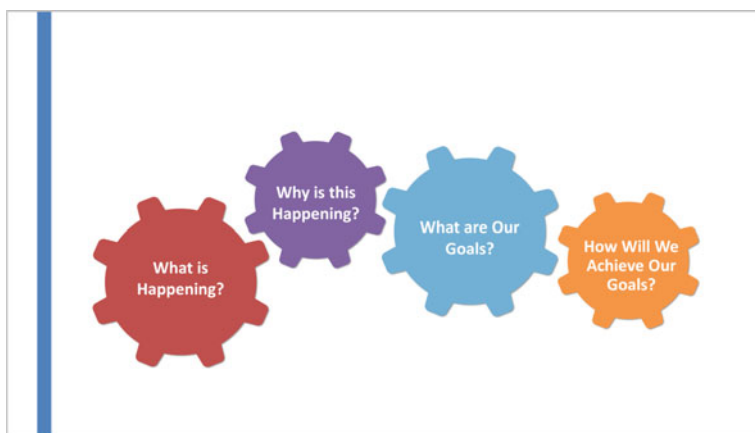 What is
Happening?
Why is this
Happening?
What are Our
Goals?
How Will We
Achieve Our
Goals?